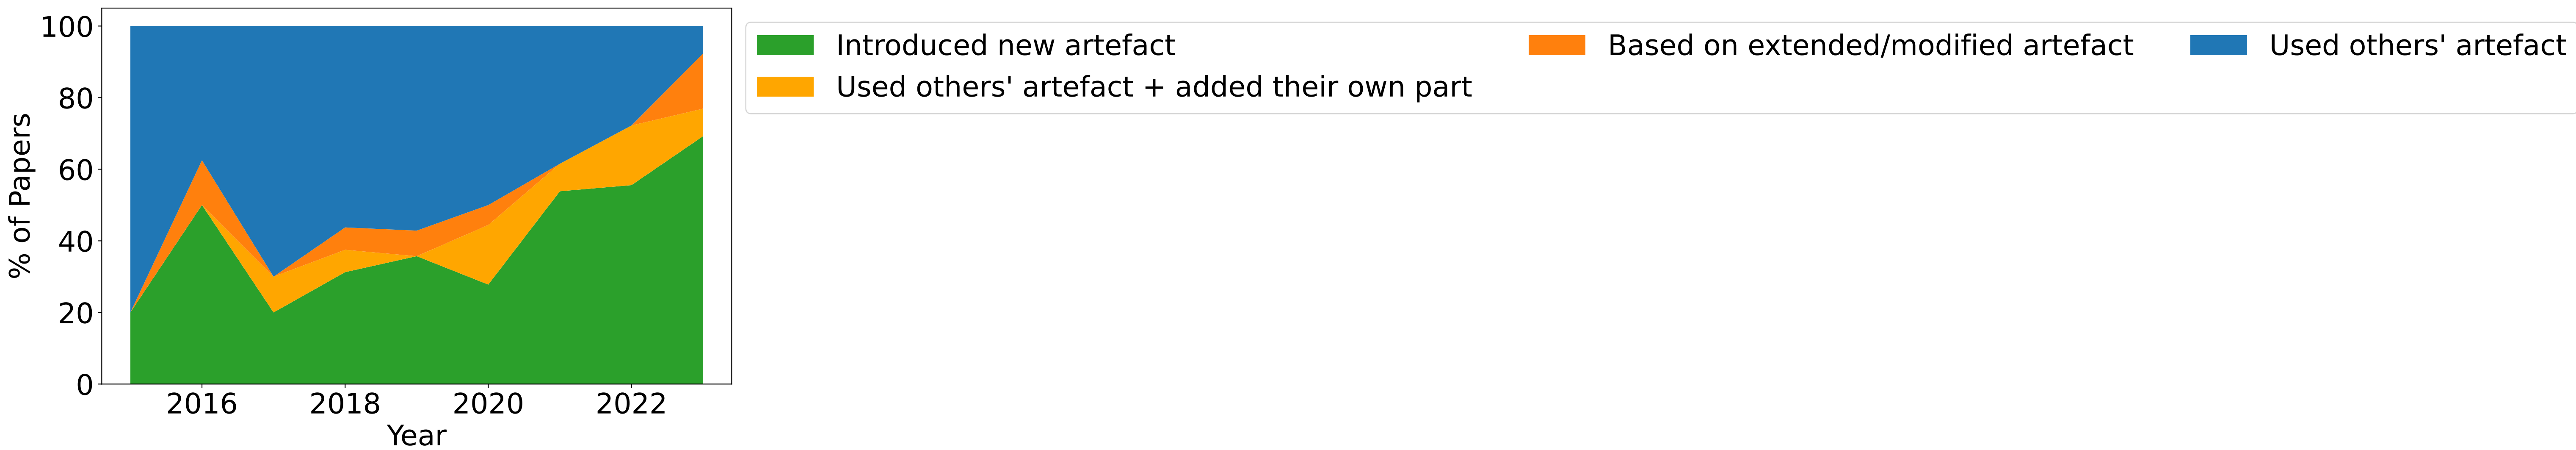 100
80
60
40
20
0
% of Papers
2016 2018 2020 2022
Year
Introduced new artefact
Used others' artefact + added their own part
Based on extended/modified artefact
Used others' artefact